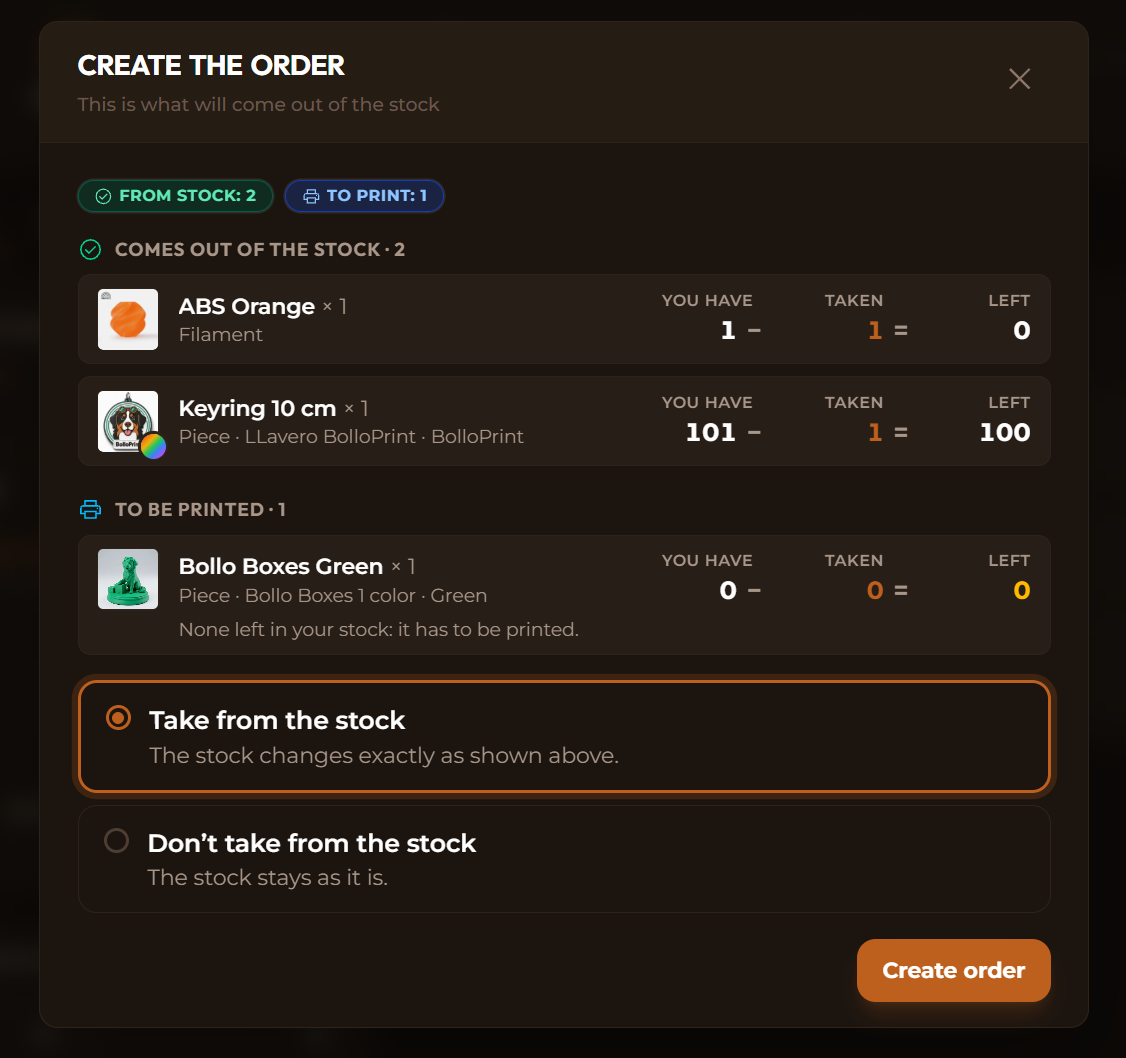 CREATE THE ORDER
This is what will come out of the stock
FROM STOCK: 2
TO PRINT: 1
COMES OUT OF THE STOCK · 2
ABS Orange × 1
Filament
YOU HAVE TAKEN LEFT
1 − 1 = 0
Keyring 10 cm × 1
Piece · LLavero BolloPrint · BolloPrint
YOU HAVE TAKEN LEFT
101 − 1 = 100
TO BE PRINTED · 1
Bollo Boxes Green × 1
Piece · Bollo Boxes 1 color · Green
None left in your stock: it has to be printed.
YOU HAVE TAKEN LEFT
0 − 0 = 0
Take from the stock
The stock changes exactly as shown above.
Don’t take from the stock
The stock stays as it is.
Create order